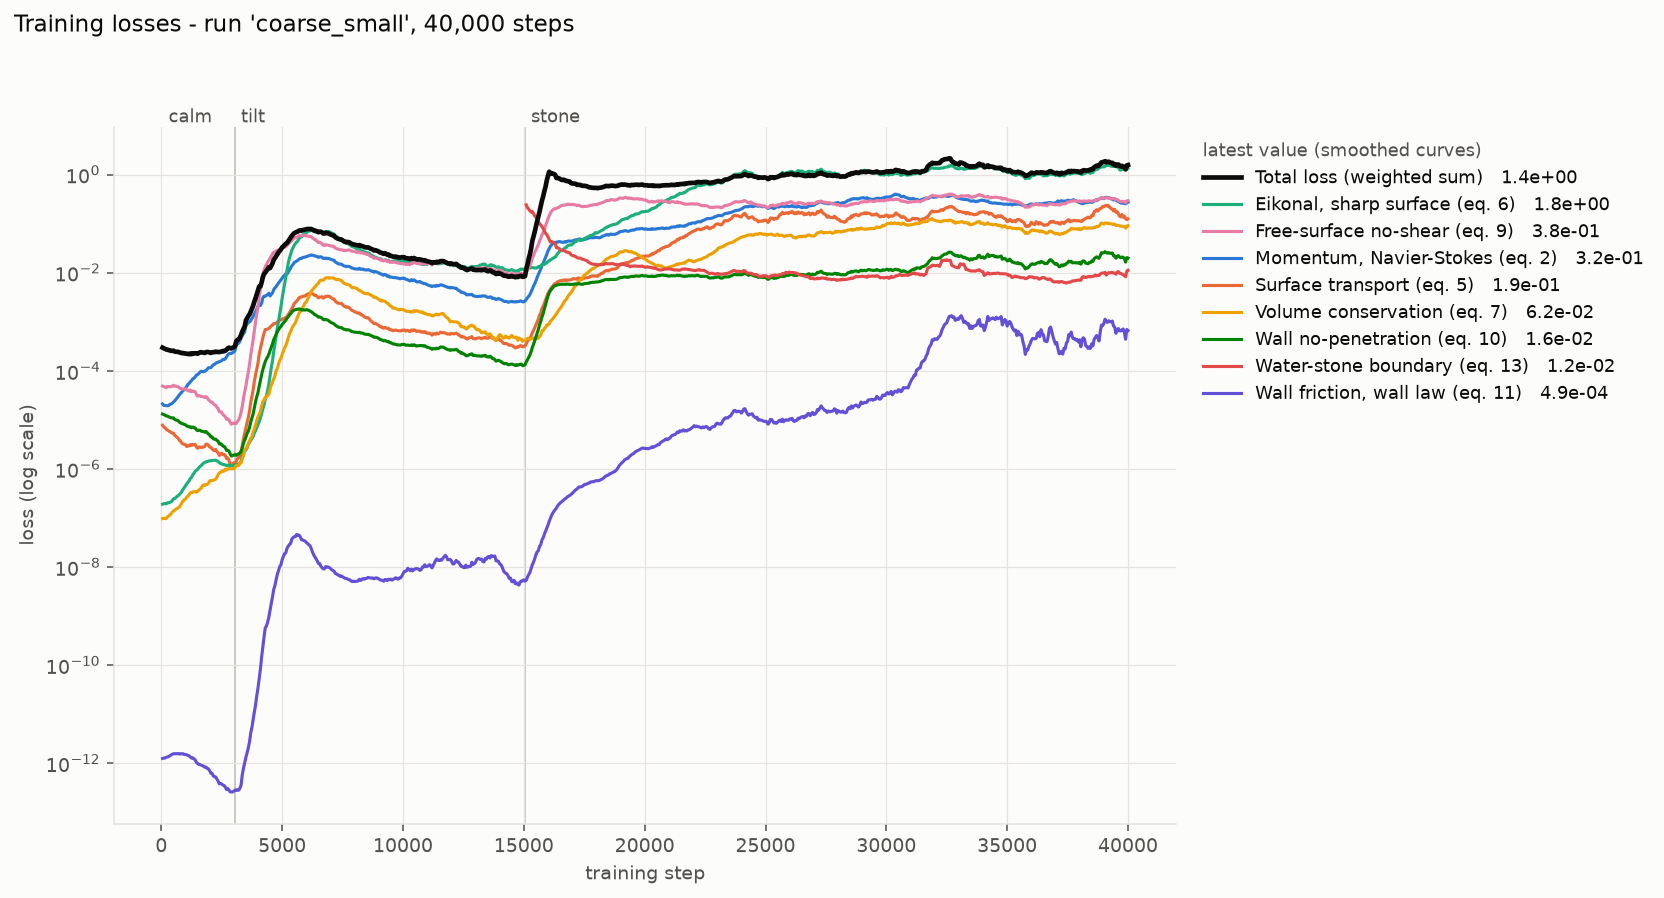 Training losses - run 'coarse_small', 40,000 steps
calm
tilt
stone
10⁰
10⁻²
10⁻⁴
10⁻⁶
10⁻⁸
10⁻¹⁰
10⁻¹²
loss (log scale)
0
5000
10000
15000
20000
25000
30000
35000
40000
training step
latest value (smoothed curves)
Total loss (weighted sum) 1.4e+00
Eikonal, sharp surface (eq. 6) 1.8e+00
Free-surface no-shear (eq. 9) 3.8e-01
Momentum, Navier-Stokes (eq. 2) 3.2e-01
Surface transport (eq. 5) 1.9e-01
Volume conservation (eq. 7) 6.2e-02
Wall no-penetration (eq. 10) 1.6e-02
Water-stone boundary (eq. 13) 1.2e-02
Wall friction, wall law (eq. 11) 4.9e-04